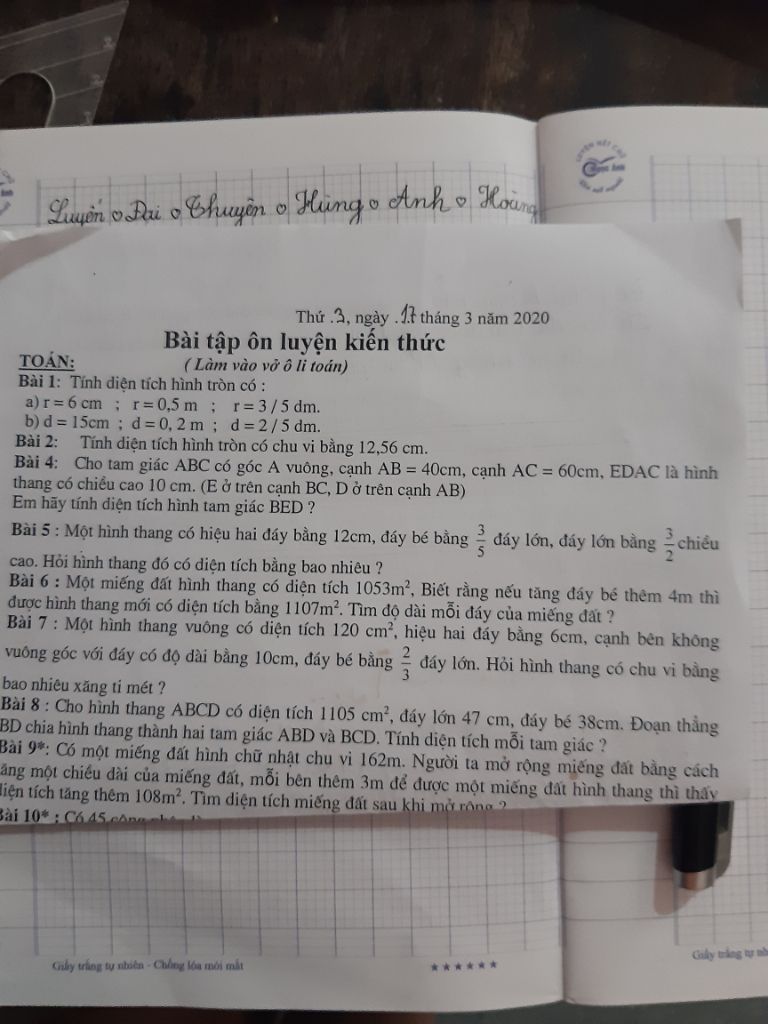 Luyến o Đại o Thuyên o Hùng o Anh o Hoàng
Thứ .3, ngày .17 tháng 3 năm 2020
Bài tập ôn luyện kiến thức
TOÁN: ( Làm vào vở ô li toán)
Bài 1: Tính diện tích hình tròn có :
a) r = 6 cm ; r = 0,5 m ; r = 3 / 5 dm.
b) d = 15cm ; d = 0, 2 m ; d = 2 / 5 dm.
Bài 2: Tính diện tích hình tròn có chu vi bằng 12,56 cm.
Bài 4: Cho tam giác ABC có góc A vuông, cạnh AB = 40cm, cạnh AC = 60cm, EDAC là hình
thang có chiều cao 10 cm. (E ở trên cạnh BC, D ở trên cạnh AB)
Em hãy tính diện tích hình tam giác BED ?
Bài 5 : Một hình thang có hiệu hai đáy bằng 12cm, đáy bé bằng 3/5 đáy lớn, đáy lớn bằng 3/2 chiều
cao. Hỏi hình thang đó có diện tích bằng bao nhiêu ?
Bài 6 : Một miếng đất hình thang có diện tích 1053m², Biết rằng nếu tăng đáy bé thêm 4m thì
được hình thang mới có diện tích bằng 1107m². Tìm độ dài mỗi đáy của miếng đất ?
Bài 7 : Một hình thang vuông có diện tích 120 cm², hiệu hai đáy bằng 6cm, cạnh bên không
vuông góc với đáy có độ dài bằng 10cm, đáy bé bằng 2/3 đáy lớn. Hỏi hình thang có chu vi bằng
bao nhiêu xăng ti mét ?
Bài 8 : Cho hình thang ABCD có diện tích 1105 cm², đáy lớn 47 cm, đáy bé 38cm. Đoạn thẳng
BD chia hình thang thành hai tam giác ABD và BCD. Tính diện tích mỗi tam giác ?
Bài 9*: Có một miếng đất hình chữ nhật chu vi 162m. Người ta mở rộng miếng đất bằng cách
ăng một chiều dài của miếng đất, mỗi bên thêm 3m để được một miếng đất hình thang thì thấy
diện tích tăng thêm 108m². Tìm diện tích miếng đất sau khi mở rộng ?
Bài 10* : Có 45
Giấy trắng tự nhiên - Chống lóa mỏi mắt
Giấy trắng tự nh